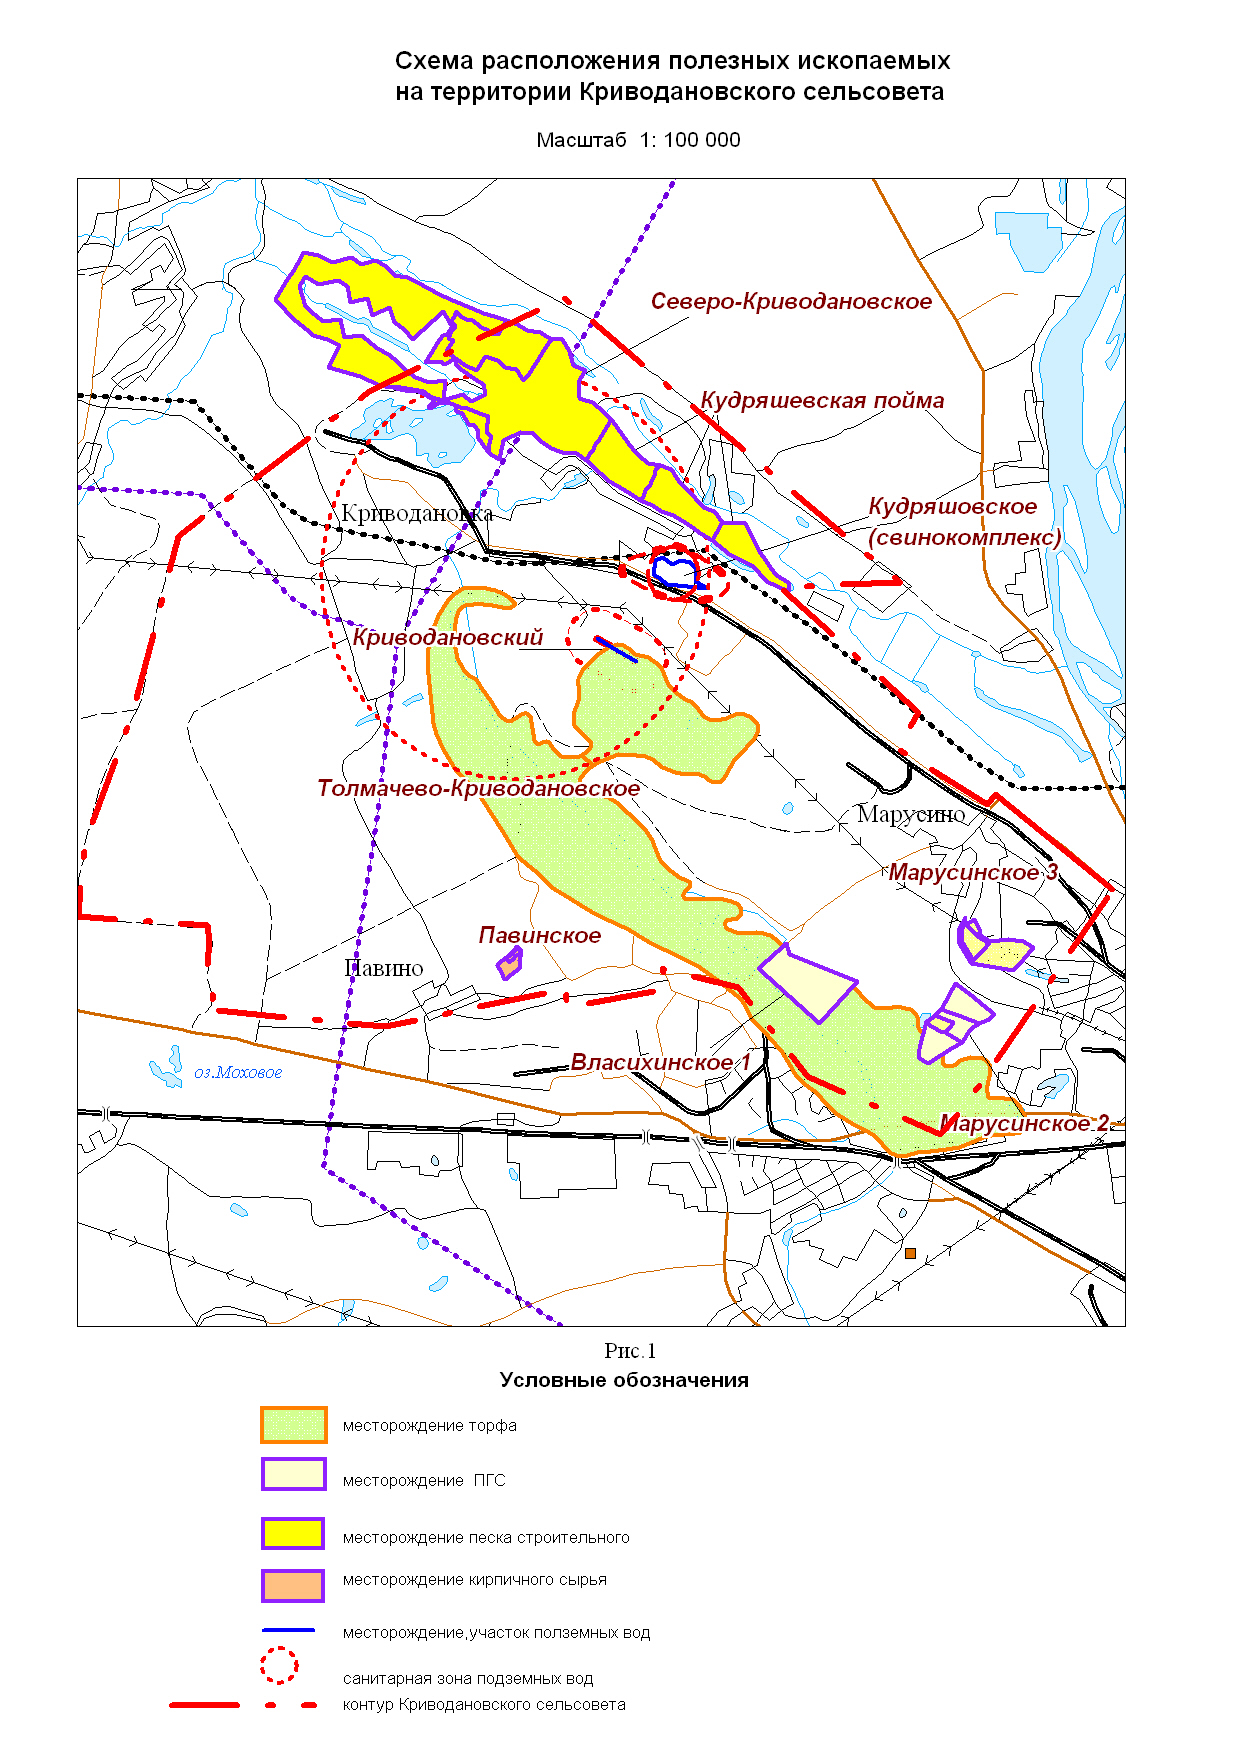 Схема расположения полезных ископаемых
на территории Криводановского сельсовета
Масштаб 1: 100 000
Северо-Криводановское
Кудряшевская пойма
Кудряшовское
(свинокомплекс)
Криводановка
Криводановский
Толмачево-Криводановское
Марусино
Марусинское 3
Павинское
Павино
Власихинское 1
оз.Моховое
Марусинское 2
Рис.1
Условные обозначения
месторождение торфа
месторождение ПГС
месторождение песка строительного
месторождение кирпичного сырья
месторождение,участок полземных вод
санитарная зона подземных вод
контур Криводановского сельсовета